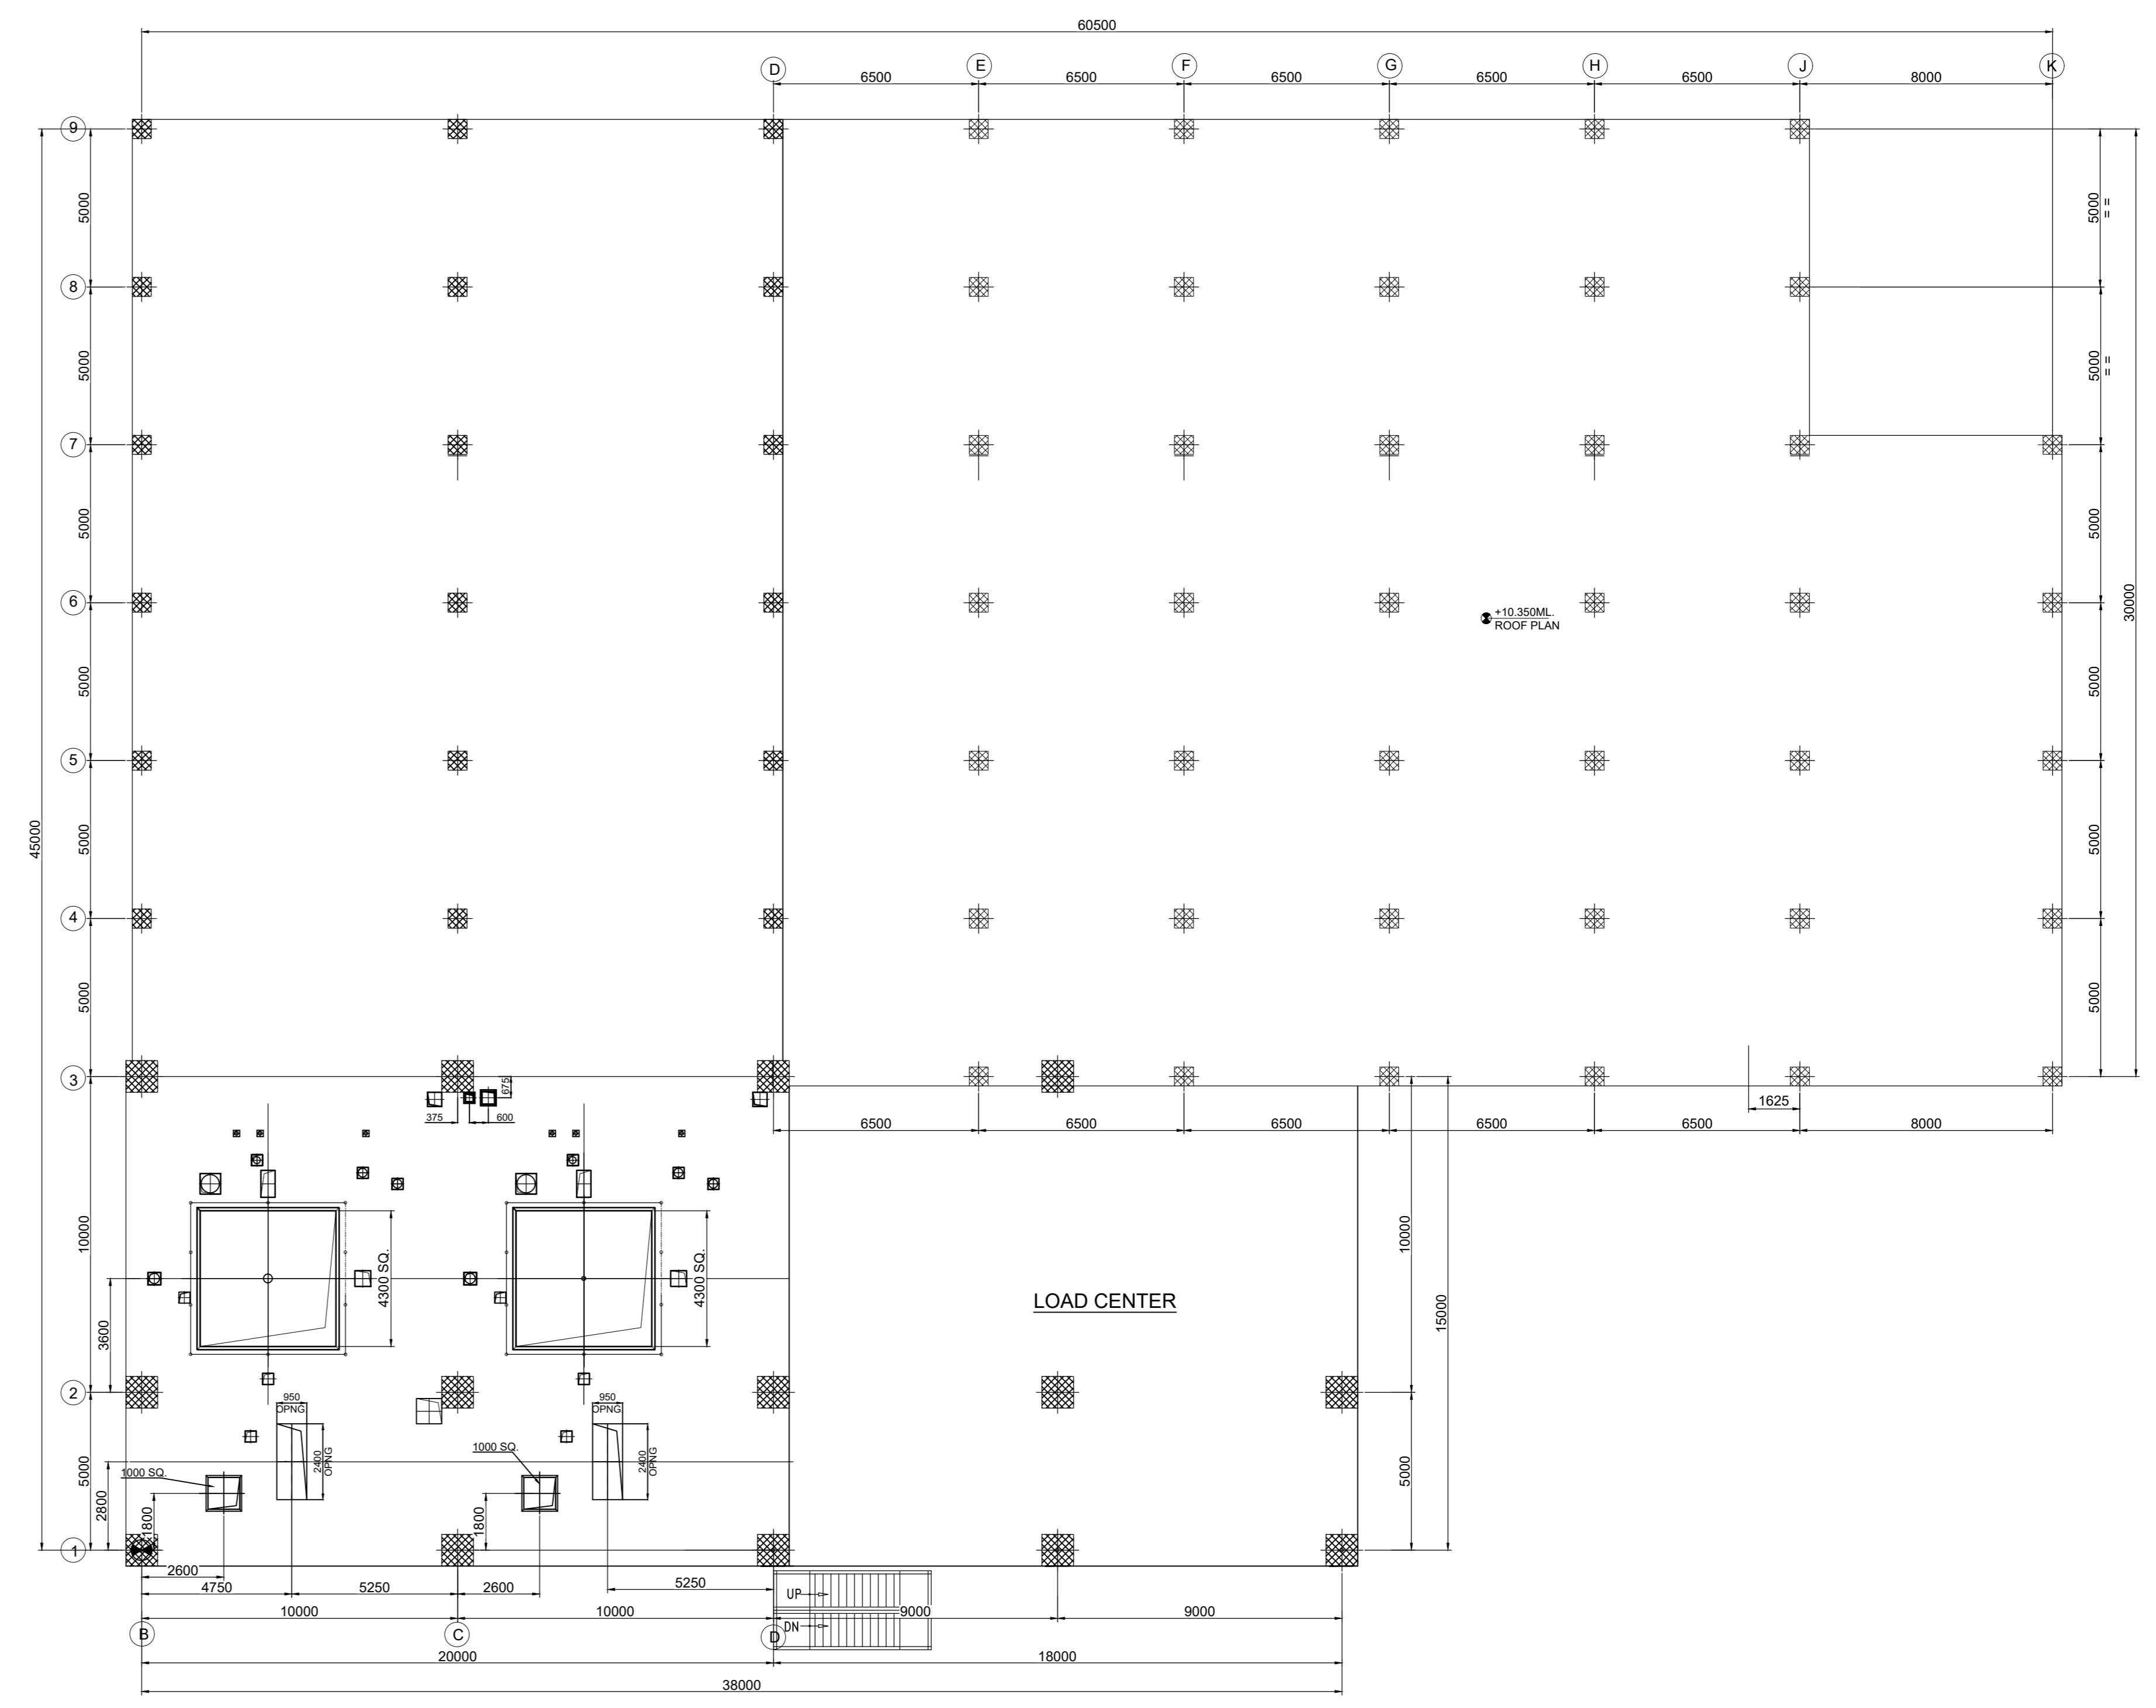 60500
D
E
F
G
H
J
K
6500
6500
6500
6500
6500
8000
9
8
7
6
5
4
3
2
1
5000
5000
5000
5000
5000
5000
10000
5000
45000
3600
2800
5000
=
5000
=
5000
5000
5000
5000
30000
+10.350ML.
ROOF PLAN
675
375
600
1625
6500
6500
6500
6500
6500
8000
4300 SQ.
4300 SQ.
LOAD CENTER
10000
15000
5000
950
OPNG
950
OPNG
2400
OPNG
2400
OPNG
1000 SQ.
1000 SQ.
1800
1800
2600
4750
5250
2600
5250
UP
DN
10000
10000
9000
9000
B
C
D
20000
18000
38000